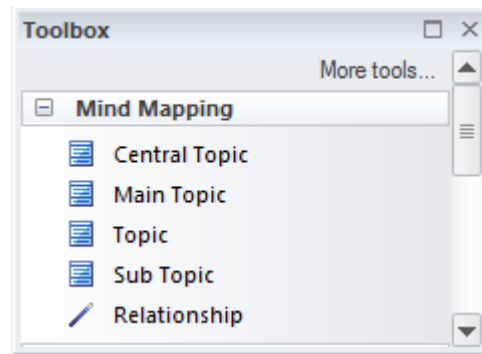 Toolbox
More tools...
Mind Mapping
Central Topic
Main Topic
Topic
Sub Topic
Relationship